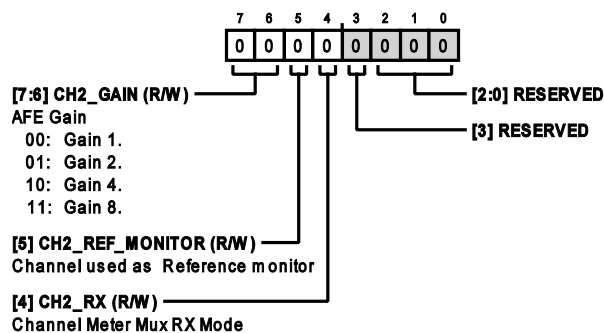 7 6 5 4 3 2 1 0
0 0 0 0 0 0 0 0
[7:6] CH2_GAIN (R/W)
AFE Gain
00: Gain 1.
01: Gain 2.
10: Gain 4.
11: Gain 8.
[5] CH2_REF_MONITOR (R/W)
Channel used as Reference monitor
[4] CH2_RX (R/W)
Channel Meter Mux RX Mode
[2:0] RESERVED
[3] RESERVED